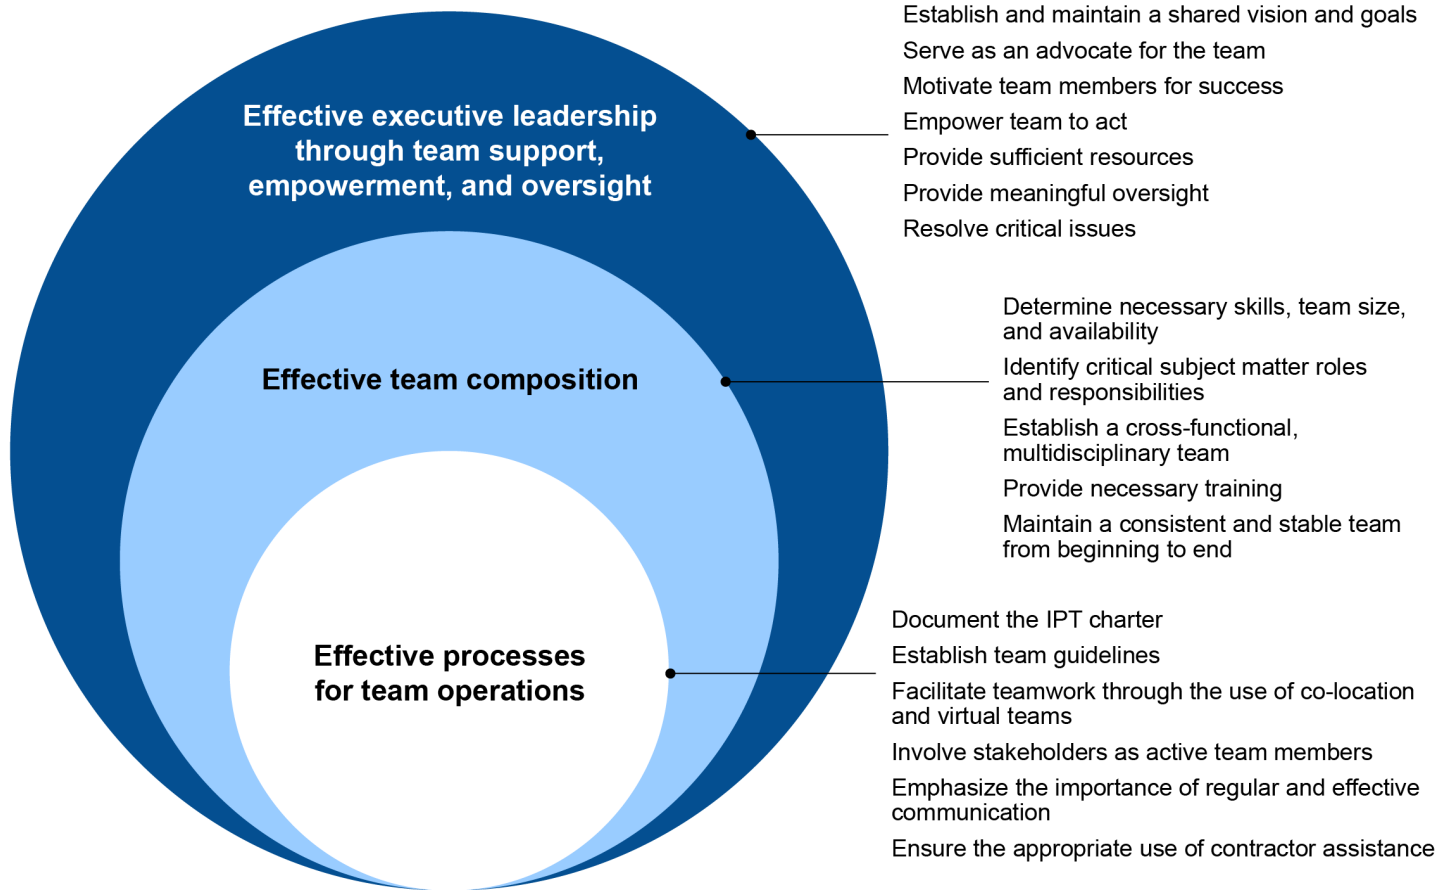 Effective executive leadership
through team support,
empowerment, and oversight
Establish and maintain a shared vision and goals
Serve as an advocate for the team
Motivate team members for success
Empower team to act
Provide sufficient resources
Provide meaningful oversight
Resolve critical issues
Effective team composition
Determine necessary skills, team size,
and availability
Identify critical subject matter roles
and responsibilities
Establish a cross-functional,
multidisciplinary team
Provide necessary training
Maintain a consistent and stable team
from beginning to end
Effective processes
for team operations
Document the IPT charter
Establish team guidelines
Facilitate teamwork through the use of co-location
and virtual teams
Involve stakeholders as active team members
Emphasize the importance of regular and effective
communication
Ensure the appropriate use of contractor assistance